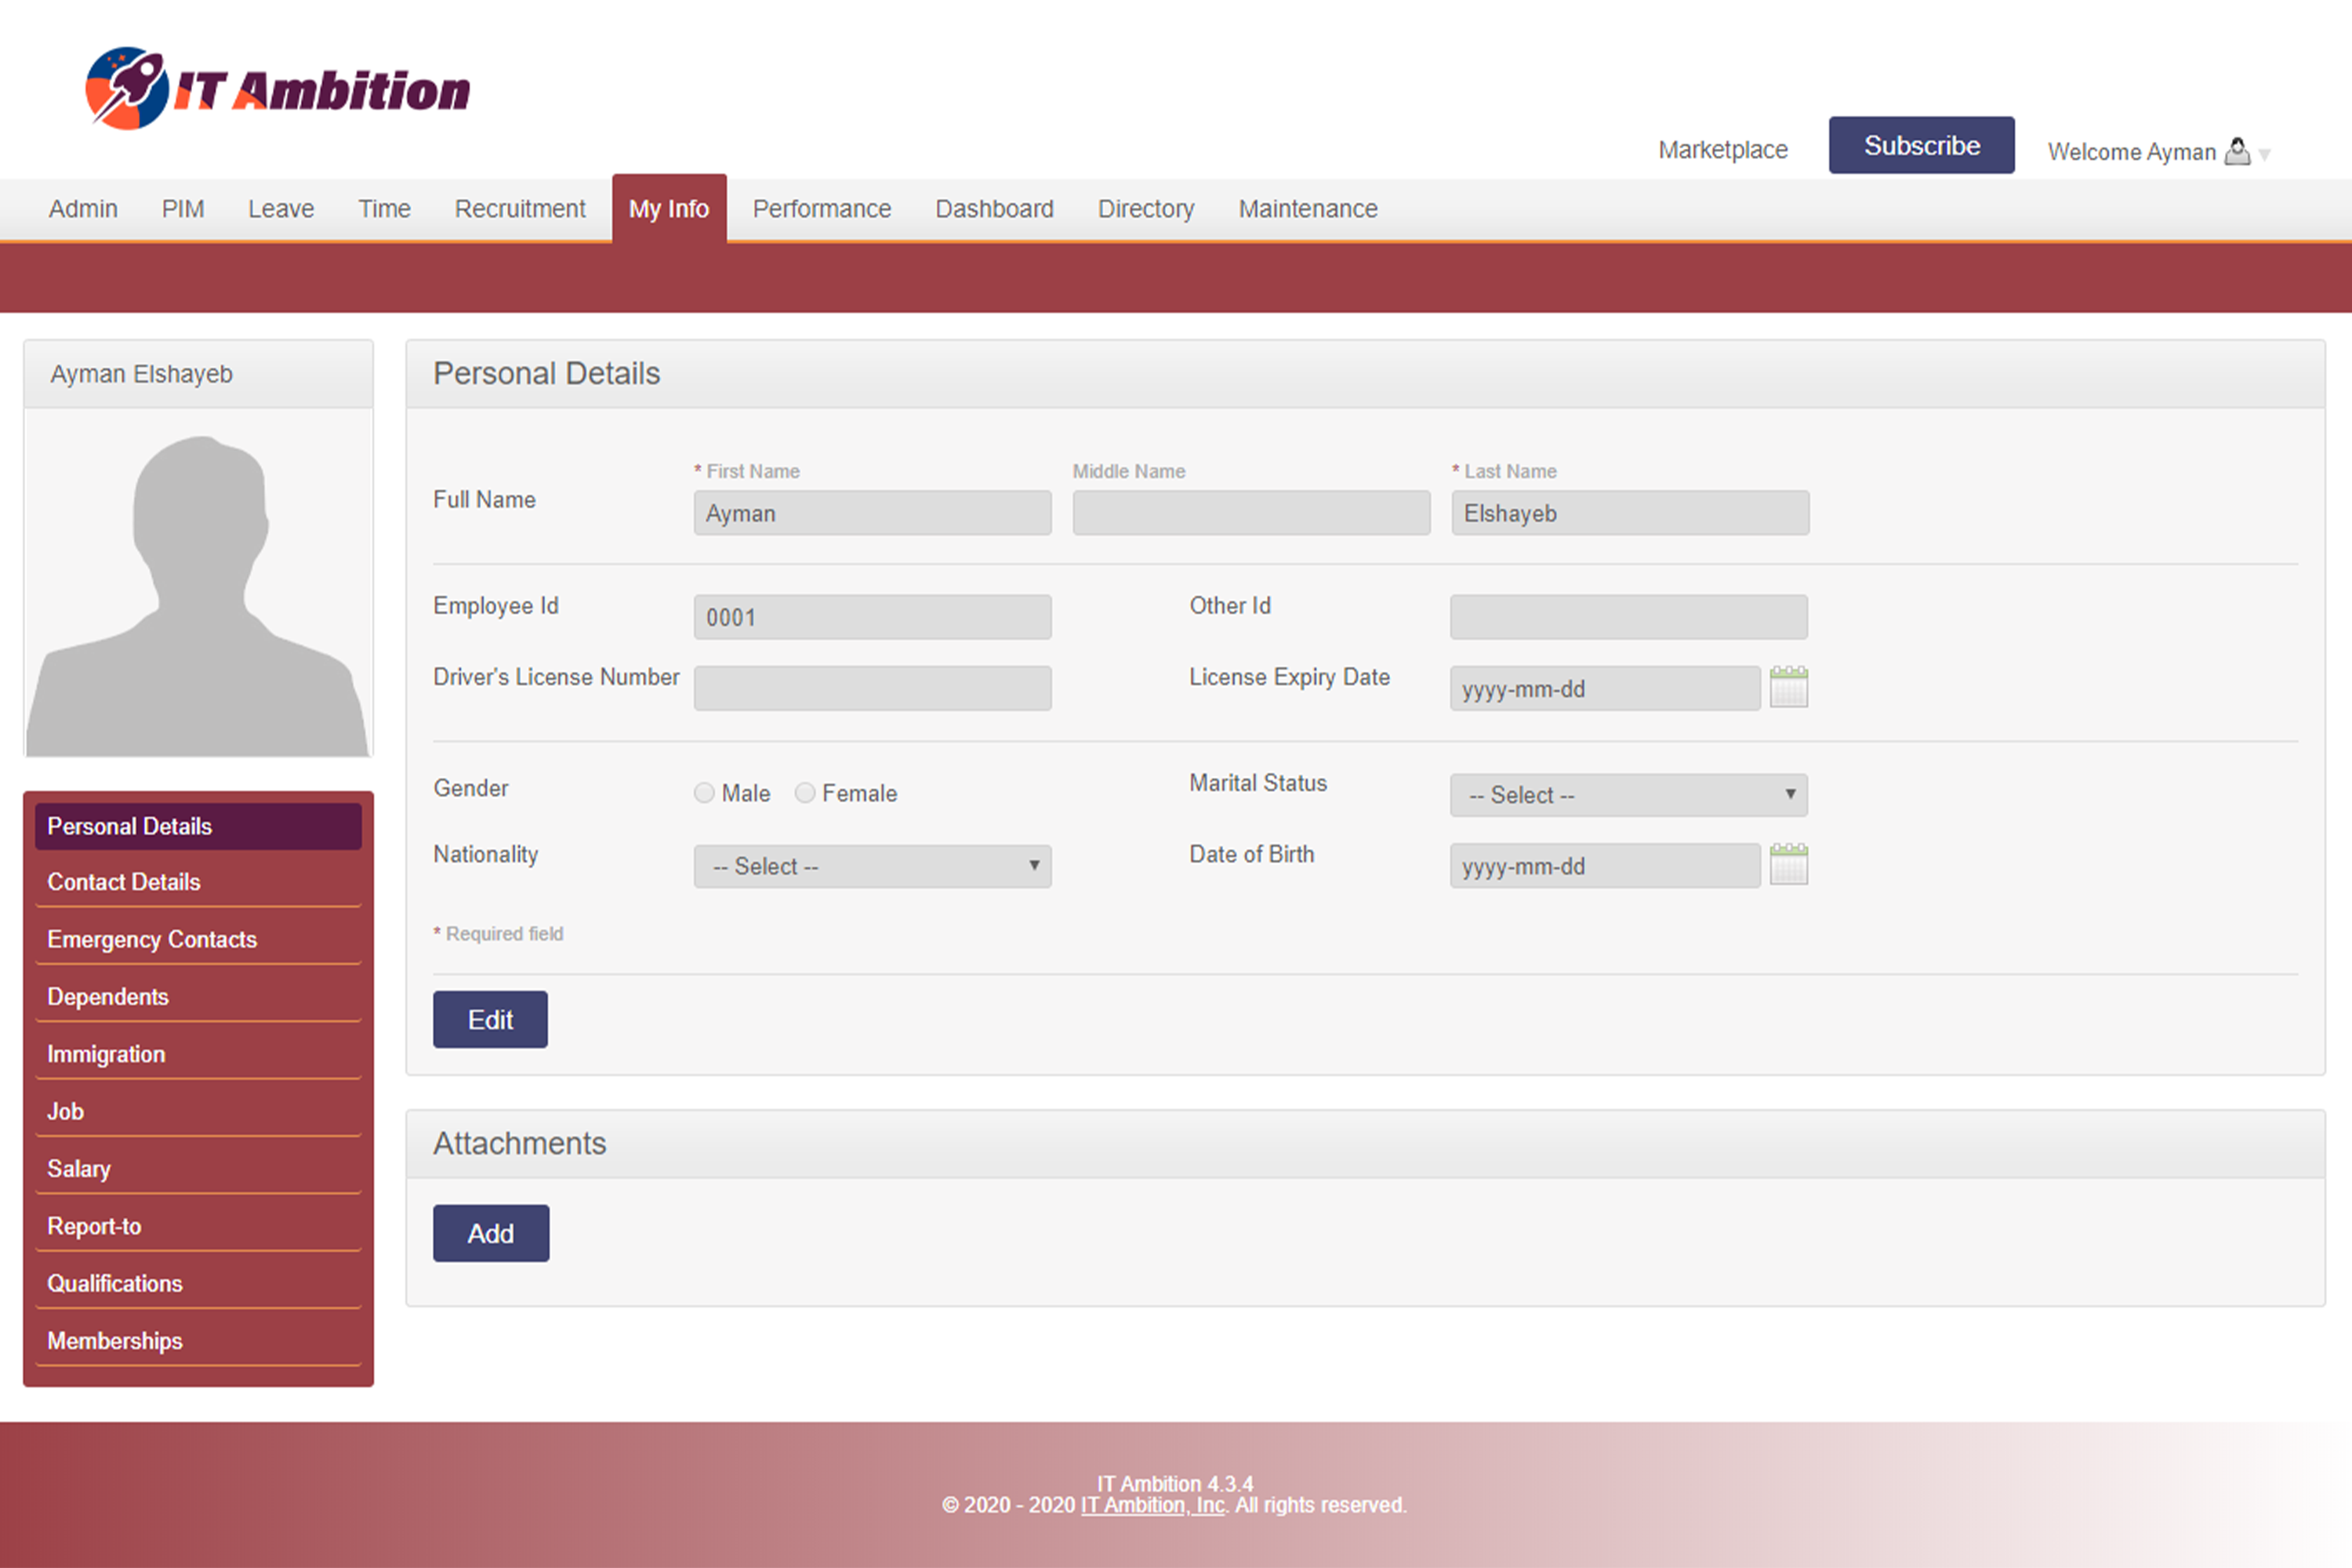 IT Ambition
Marketplace Subscribe Welcome Ayman
Admin PIM Leave Time Recruitment My Info Performance Dashboard Directory Maintenance
Ayman Elshayeb
Personal Details
Contact Details
Emergency Contacts
Dependents
Immigration
Job
Salary
Report-to
Qualifications
Memberships
Personal Details
* First Name Middle Name * Last Name
Full Name Ayman Elshayeb
Employee Id 0001 Other Id
Driver's License Number License Expiry Date yyyy-mm-dd
Gender Male Female Marital Status -- Select --
Nationality -- Select -- Date of Birth yyyy-mm-dd
* Required field
Edit
Attachments
Add
IT Ambition 4.3.4
© 2020 - 2020 IT Ambition, Inc. All rights reserved.